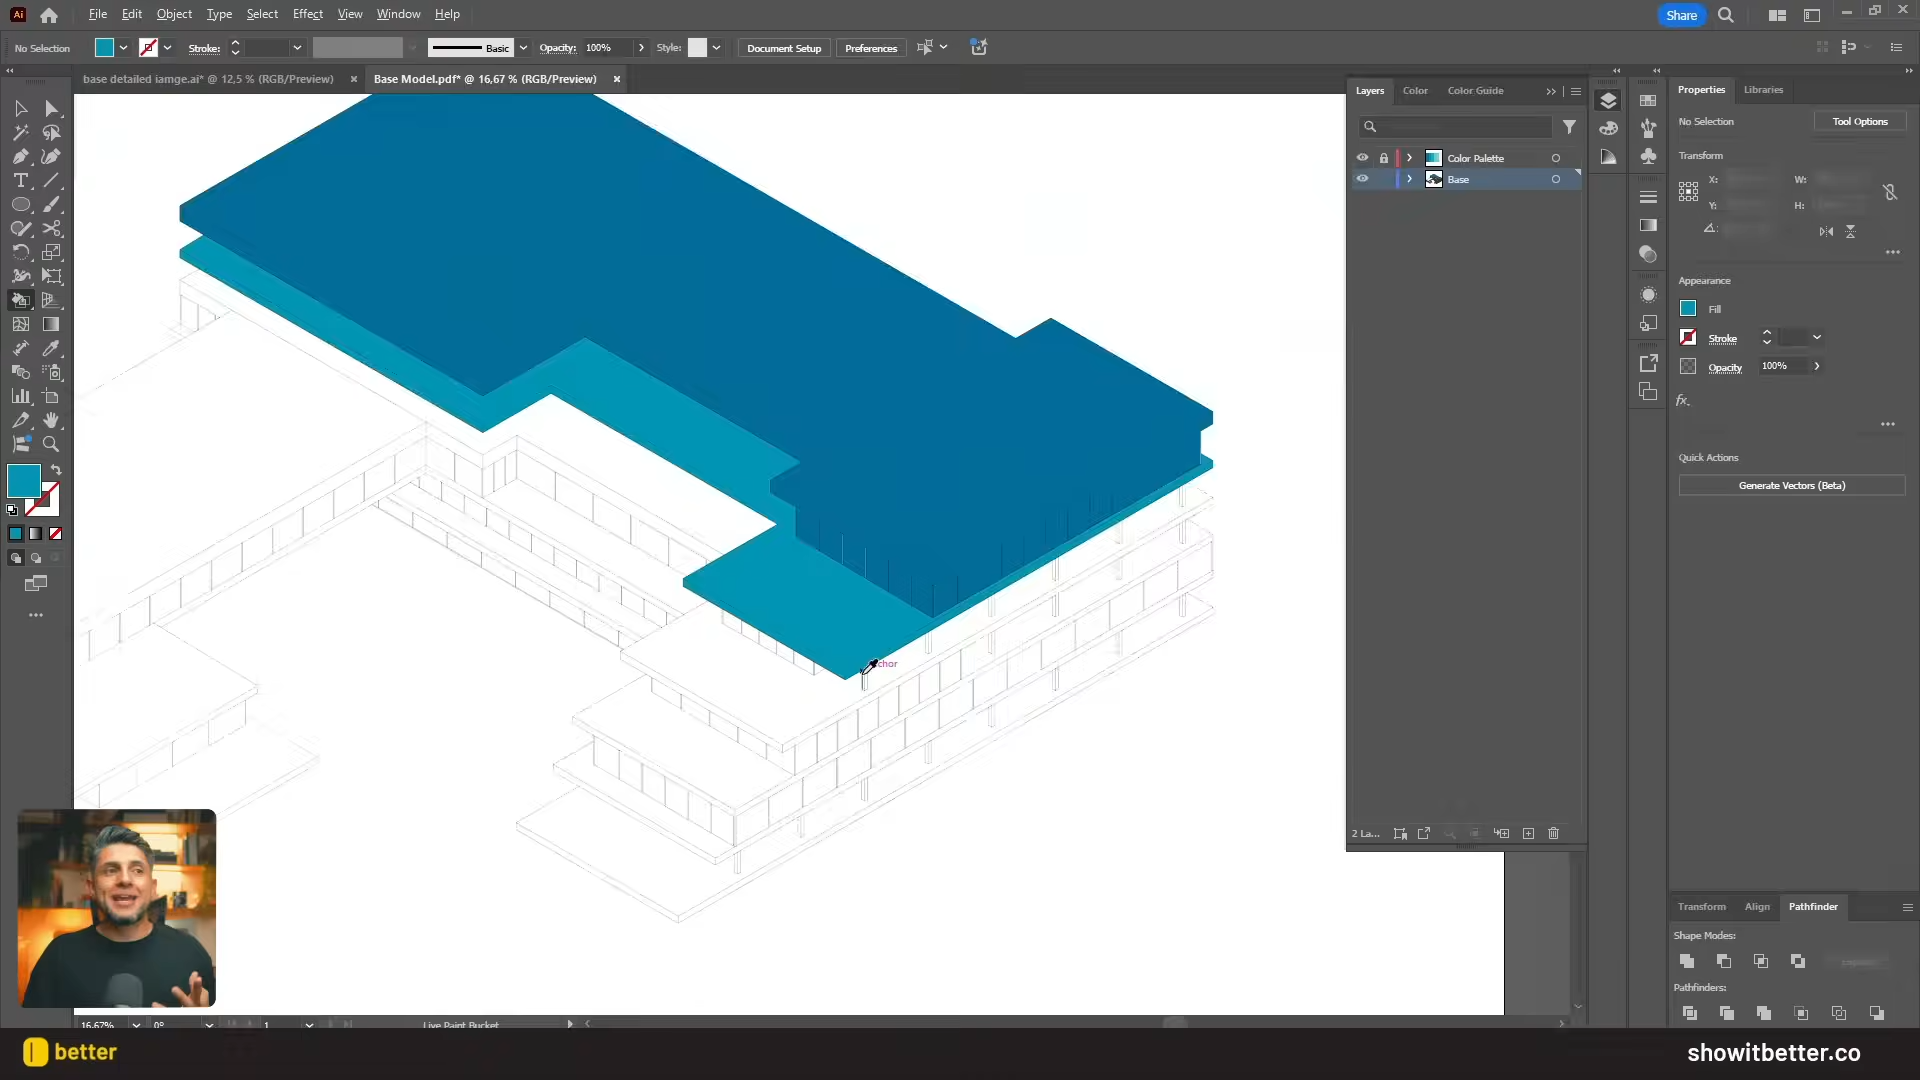 Ai
File Edit Object Type Select Effect View Window Help
Share
No Selection
Stroke:
Basic
Opacity: 100%
Style:
Document Setup
Preferences
base detailed iamge.ai* @ 12,5 % (RGB/Preview) ×
Base Model.pdf* @ 16,67 % (RGB/Preview) ×
Layers Color Color Guide
Color Palette
Base
2 La...
Properties Libraries
No Selection
Tool Options
Transform
X: W:
Y: H:
Appearance
Fill
Stroke
Opacity 100%
fx.
Quick Actions
Generate Vectors (Beta)
Transform Align Pathfinder
Shape Modes:
Pathfinders:
chor
16,67% 0° 1 Live Paint Bucket
better
showitbetter.co